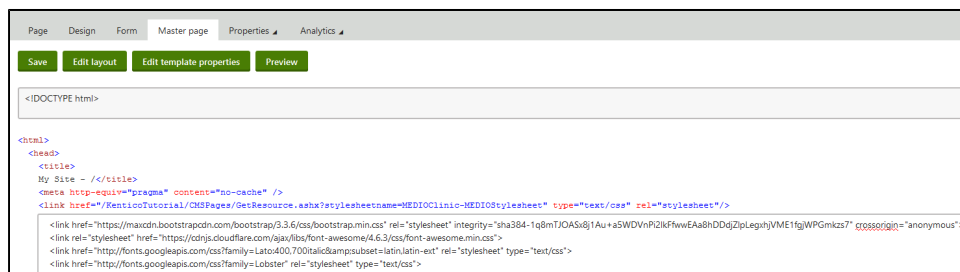 Page Design Form Master page Properties Analytics
Save Edit layout Edit template properties Preview
<!DOCTYPE html>
<html>
<head>
<title>
My Site - /</title>
<meta http-equiv="pragma" content="no-cache" />
<link href="/KenticoTutorial/CMSPages/GetResource.ashx?stylesheetname=MEDIOClinic-MEDIOStylesheet" type="text/css" rel="stylesheet"/>
<link href="https://maxcdn.bootstrapcdn.com/bootstrap/3.3.6/css/bootstrap.min.css" rel="stylesheet" integrity="sha384-1q8mTJOASx8j1Au+a5WDVnPi2lkFfwwEAa8hDDdjZlpLegxhjVME1fgjWPGmkzs7" crossorigin="anonymous">
<link rel="stylesheet" href="https://cdnjs.cloudflare.com/ajax/libs/font-awesome/4.6.3/css/font-awesome.min.css">
<link href="http://fonts.googleapis.com/css?family=Lato:400,700italic&amp;subset=latin,latin-ext" rel="stylesheet" type="text/css">
<link href="http://fonts.googleapis.com/css?family=Lobster" rel="stylesheet" type="text/css">